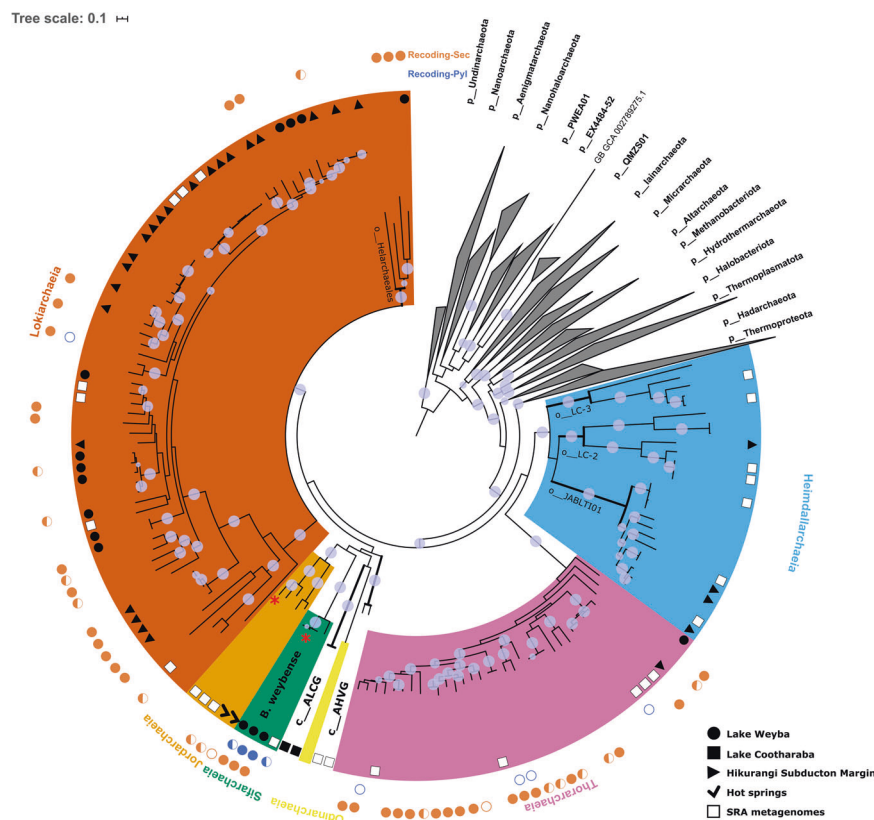 Tree scale: 0.1
Recoding-Sec
Recoding-Pyl
p__Undinarchaeota
p__Nanoarchaeota
p__Aenigmatarchaeota
p__Nanohaloarchaeota
p__PWEA01
p__EX4484-52
GB GCA 002789275.1
p__QMZS01
p__Iainarchaeota
p__Micrarchaeota
p__Altarchaeota
p__Methanobacteriota
p__Hydrothermarchaeota
p__Halobacteriota
p__Thermoplasmatota
p__Hadarchaeota
p__Thermoproteota
o__Helarchaeales
Lokiarchaeia
o__LC-3
o__LC-2
o__JABLTI01
Heimdallarchaeia
*
*
B. weybense
c__ALCG
c__AHVG
Jordarchaeia
Sifarchaeia
Odinarchaeia
Thorarchaeia
Lake Weyba
Lake Cootharaba
Hikurangi Subducton Margin
Hot springs
SRA metagenomes